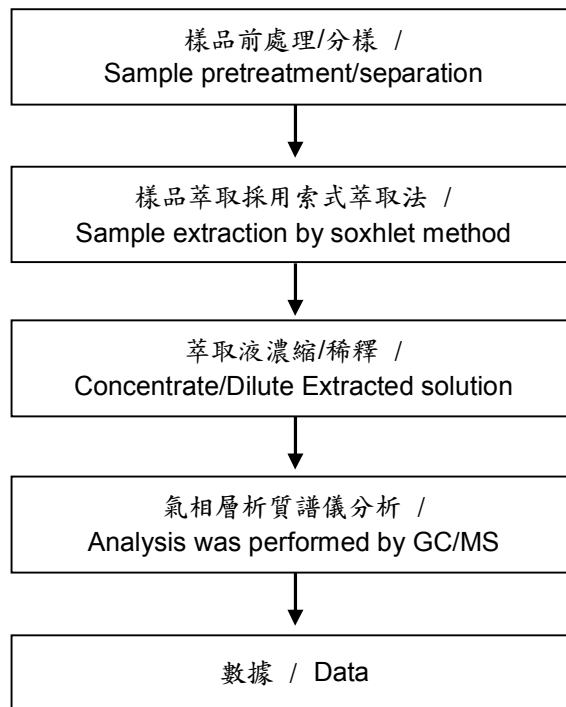 樣品前處理/分樣 /
Sample pretreatment/separation
樣品萃取採用索式萃取法 /
Sample extraction by soxhlet method
萃取液濃縮/稀釋 /
Concentrate/Dilute Extracted solution
氣相層析質譜儀分析 /
Analysis was performed by GC/MS
數據 / Data